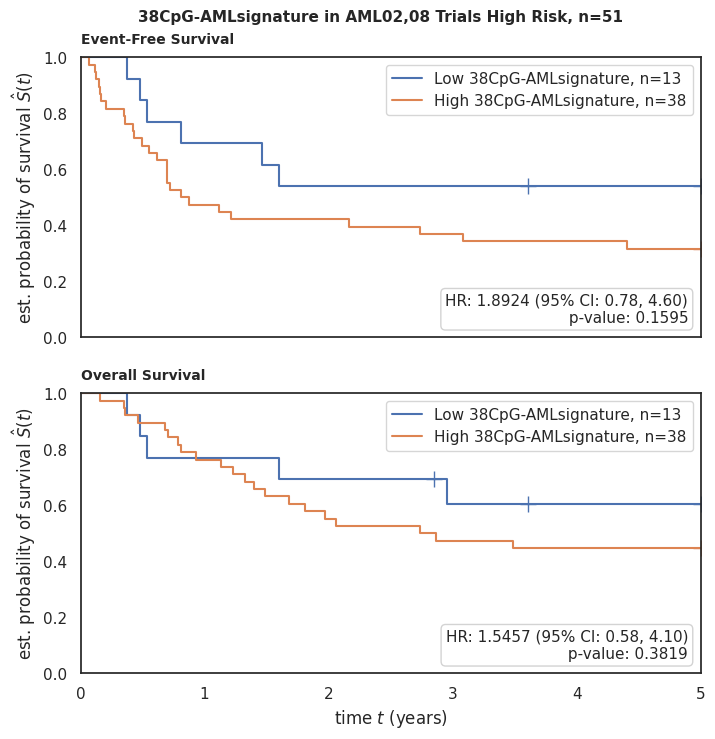 38CpG-AMLsignature in AML02,08 Trials High Risk, n=51
Event-Free Survival
1.0
0.8
0.6
0.4
0.2
0.0
est. probability of survival Ŝ(t)
Low 38CpG-AMLsignature, n=13
High 38CpG-AMLsignature, n=38
HR: 1.8924 (95% CI: 0.78, 4.60)
p-value: 0.1595
Overall Survival
1.0
0.8
0.6
0.4
0.2
0.0
est. probability of survival Ŝ(t)
Low 38CpG-AMLsignature, n=13
High 38CpG-AMLsignature, n=38
HR: 1.5457 (95% CI: 0.58, 4.10)
p-value: 0.3819
0 1 2 3 4 5
time t (years)